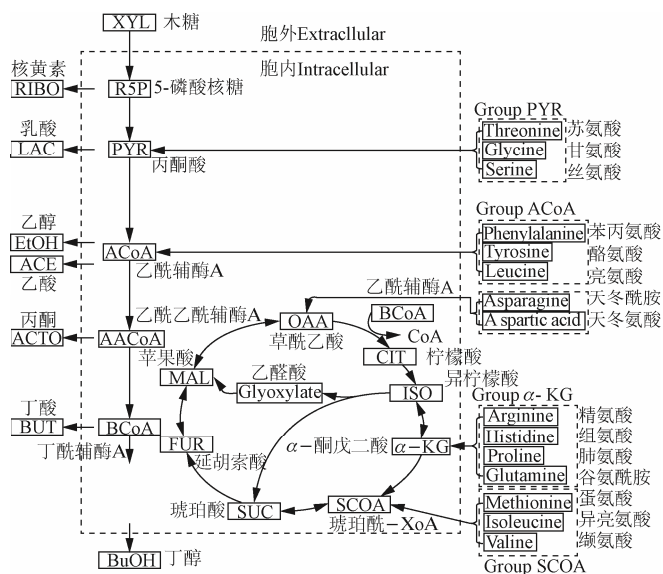 XYL 木糖
胞外Extracllular
胞内Intracellular
核黄素
RIBO
R5P 5-磷酸核糖
乳酸
LAC
PYR
丙酮酸
Group PYR
Threonine 苏氨酸
Glycine 甘氨酸
Serine 丝氨酸
乙醇
EtOH
ACE
乙酸
ACoA
乙酰辅酶A
Group ACoA
Phenylalanine 苯丙氨酸
Tyrosine 酪氨酸
Leucine 亮氨酸
乙酰辅酶A
Asparagine 天冬酰胺
A spartic acid 天冬氨酸
丙酮
ACTO
乙酰乙酰辅酶A
AACoA
OAA
草酰乙酸
BCoA
CoA
CIT 柠檬酸
苹果酸
MAL
乙醛酸
Glyoxylate
异柠檬酸
ISO
Group α-KG
Arginine 精氨酸
Histidine 组氨酸
Proline 肺氨酸
Glutamine 谷氨酰胺
丁酸
BUT
BCoA
丁酰辅酶A
FUR
延胡索酸
α-酮戊二酸
α-KG
琥珀酸
SUC
SCOA
琥珀酰-XoA
Methionine 蛋氨酸
Isoleucine 异亮氨酸
Valine 缬氨酸
Group SCOA
BuOH 丁醇